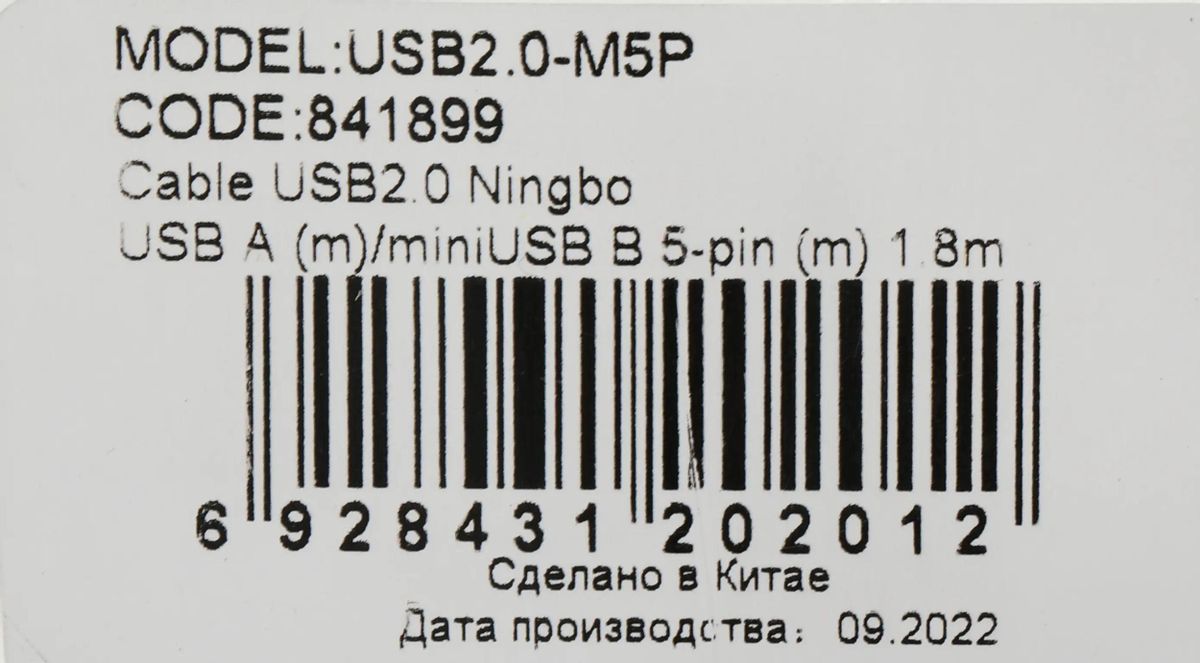 MODEL:USB2.0-M5P
CODE:841899
Cable USB2.0 Ningbo
USB A (m)/miniUSB B 5-pin (m) 1.8m
6 928431 202012
Сделано в Китае
Дата производства: 09.2022